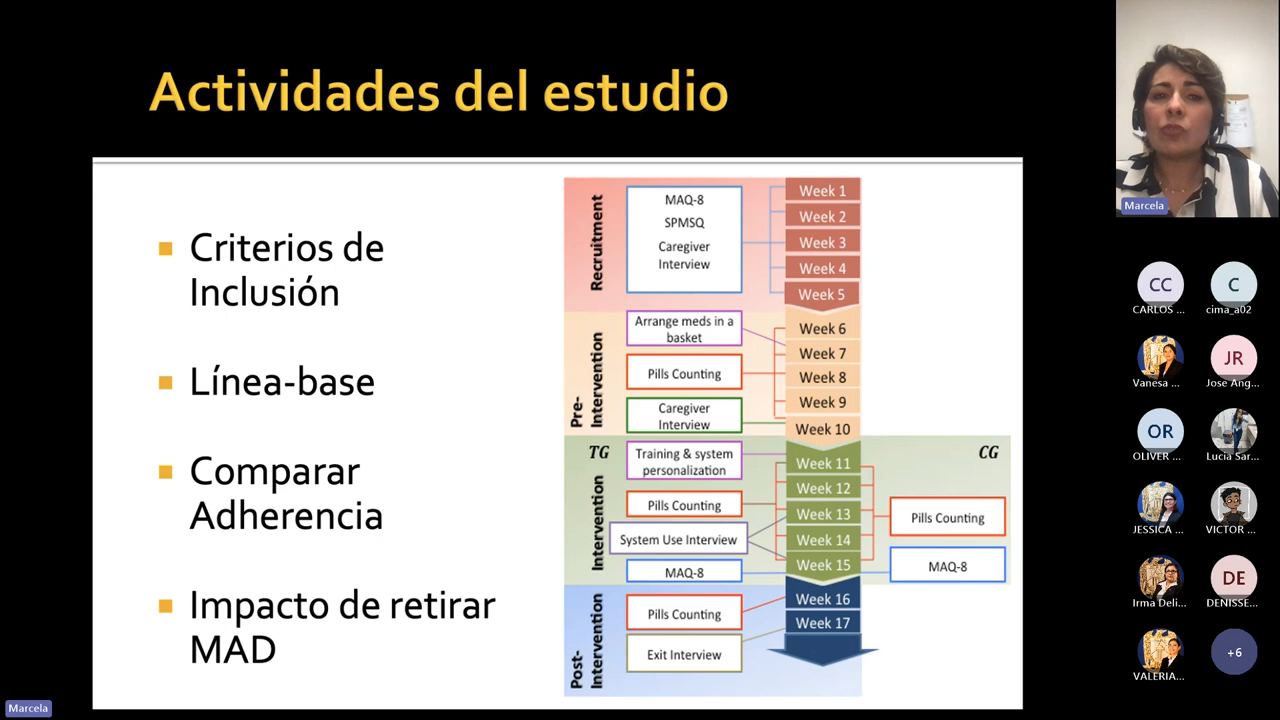 Actividades del estudio
Criterios de
Inclusión
Línea-base
Comparar
Adherencia
Impacto de retirar
MAD
Recruitment
MAQ-8
SPMSQ
Caregiver
Interview
Week 1
Week 2
Week 3
Week 4
Week 5
Pre-
Intervention
Arrange meds in a
basket
Pills Counting
Caregiver
Interview
Week 6
Week 7
Week 8
Week 9
Week 10
TG
Intervention
Training & system
personalization
Pills Counting
System Use Interview
MAQ-8
Week 11
Week 12
Week 13
Week 14
Week 15
CG
Pills Counting
MAQ-8
Post-
Intervention
Pills Counting
Exit Interview
Week 16
Week 17
Marcela
CC
CARLOS ...
C
cima_a02
Vanesa ...
JR
Jose Ang...
OR
OLIVER ...
Lucia Sar...
JESSICA ...
VICTOR ...
Irma Deli...
DE
DENISSE...
VALERIA...
+6
Marcela